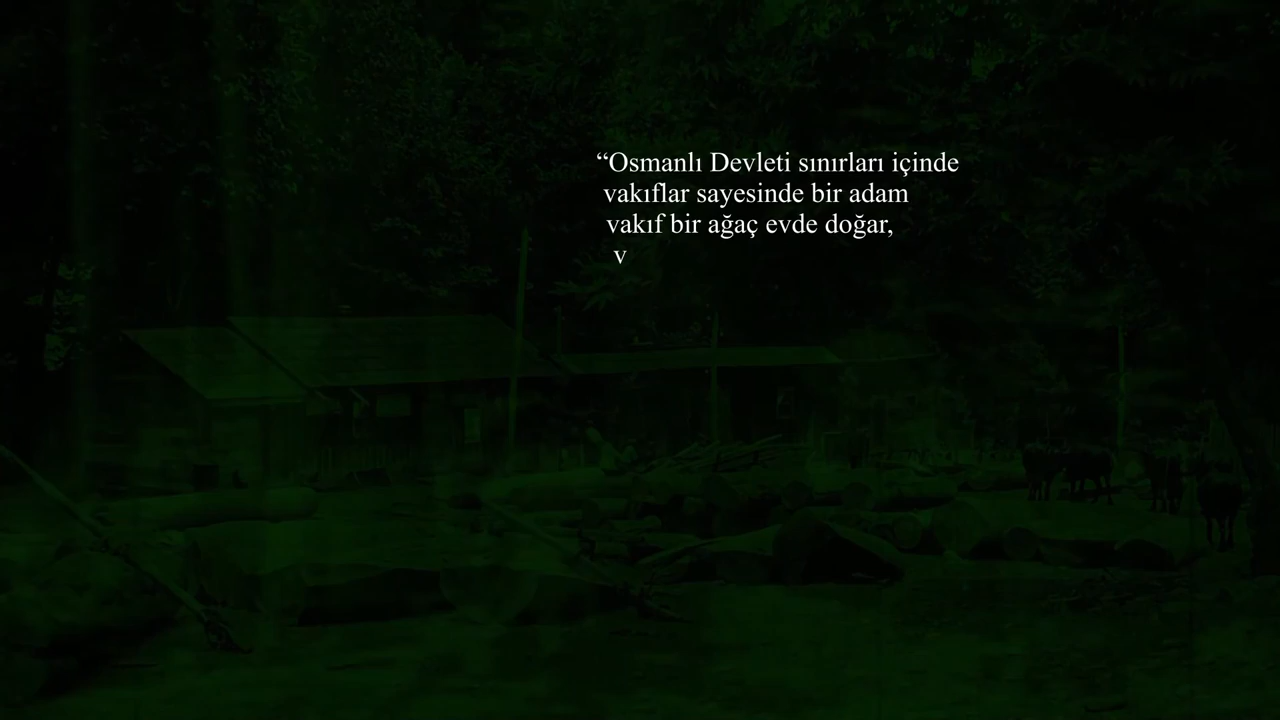 “Osmanlı Devleti sınırları içinde
vakıflar sayesinde bir adam
vakıf bir ağaç evde doğar,
v